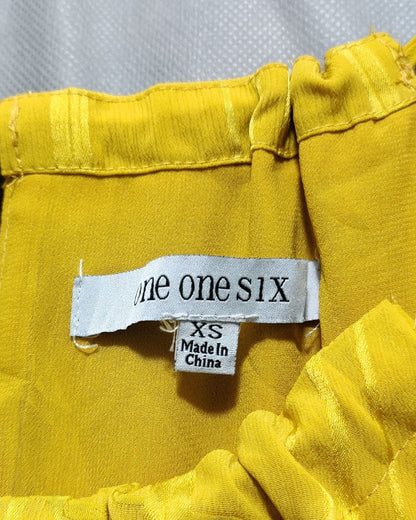 one one six
XS
Made In
China